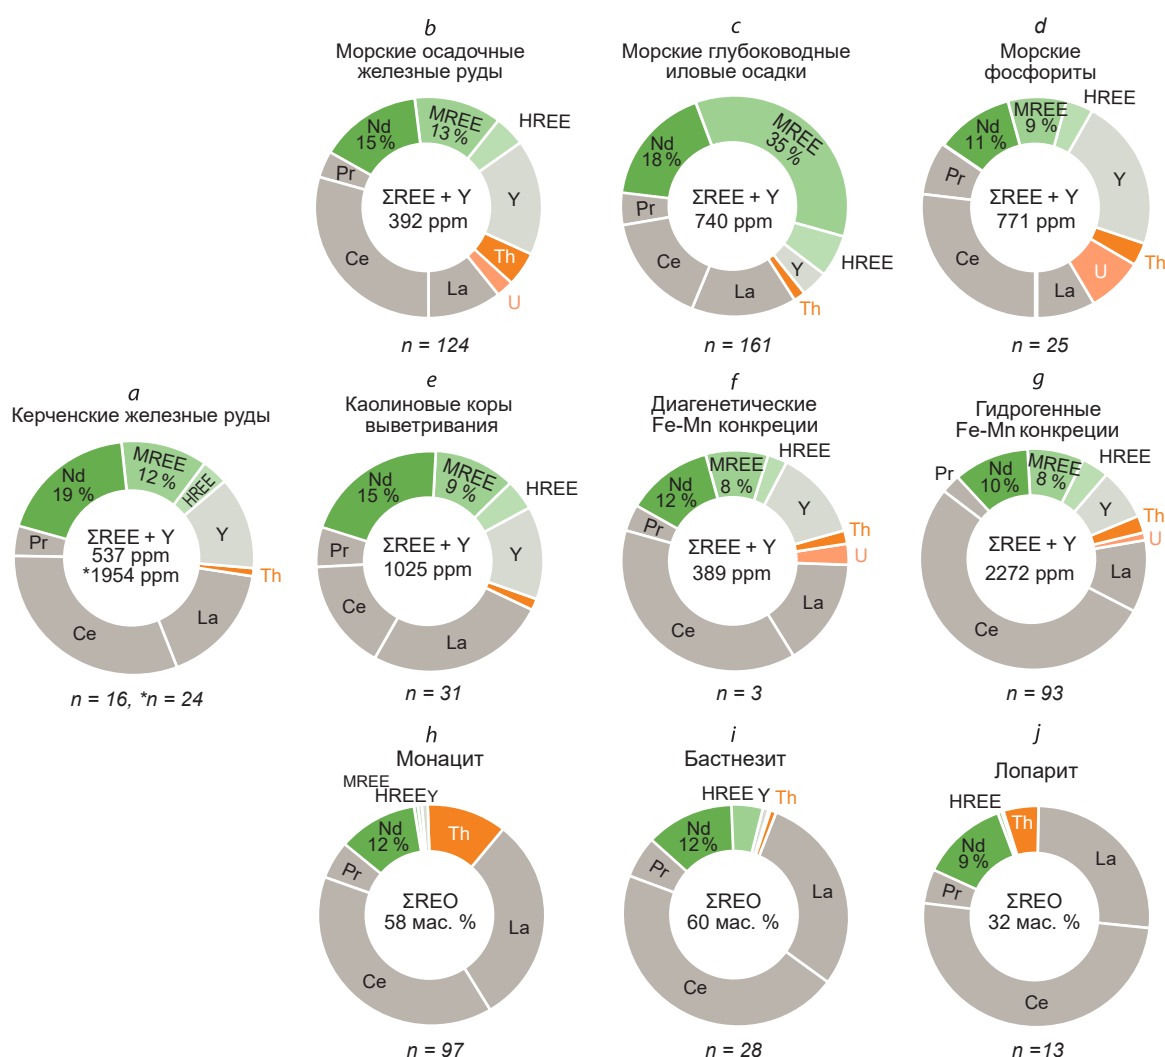 b
Морские осадочные
железные руды
MREE
13 %
HREE
Nd
15 %
Pr
Y
ΣREE + Y
392 ppm
Ce
Th
La
U
n = 124
c
Морские глубоководные
иловые осадки
MREE
35 %
Nd
18 %
Pr
ΣREE + Y
740 ppm
HREE
Ce
Y
La
Th
n = 161
d
Морские
фосфориты
HREE
MREE
9 %
Nd
11 %
Pr
Y
ΣREE + Y
771 ppm
Ce
Th
U
La
n = 25
a
Керченские железные руды
MREE
12 %
HREE
Nd
19 %
Y
Pr
ΣREE + Y
537 ppm
*1954 ppm
Th
Ce
La
n = 16, *n = 24
e
Каолиновые коры
выветривания
MREE
9 %
HREE
Nd
15 %
Pr
Y
ΣREE + Y
1025 ppm
Ce
La
n = 31
f
Диагенетические
Fe-Mn конкреции
HREE
MREE
8 %
Nd
12 %
Pr
Y
Th
U
ΣREE + Y
389 ppm
Ce
La
n = 3
g
Гидрогенные
Fe-Mn конкреции
HREE
Pr
MREE
8 %
Nd
10 %
Y
Th
U
ΣREE + Y
2272 ppm
La
Ce
n = 93
h
Монацит
MREE
HREE
Y
Nd
12 %
Th
Pr
ΣREO
58 мас. %
La
Ce
n = 97
i
Бастнезит
HREE
Y
Th
Nd
12 %
Pr
La
ΣREO
60 мас. %
Ce
n = 28
j
Лопарит
HREE
Th
Nd
9 %
Pr
La
ΣREO
32 мас. %
Ce
n =13